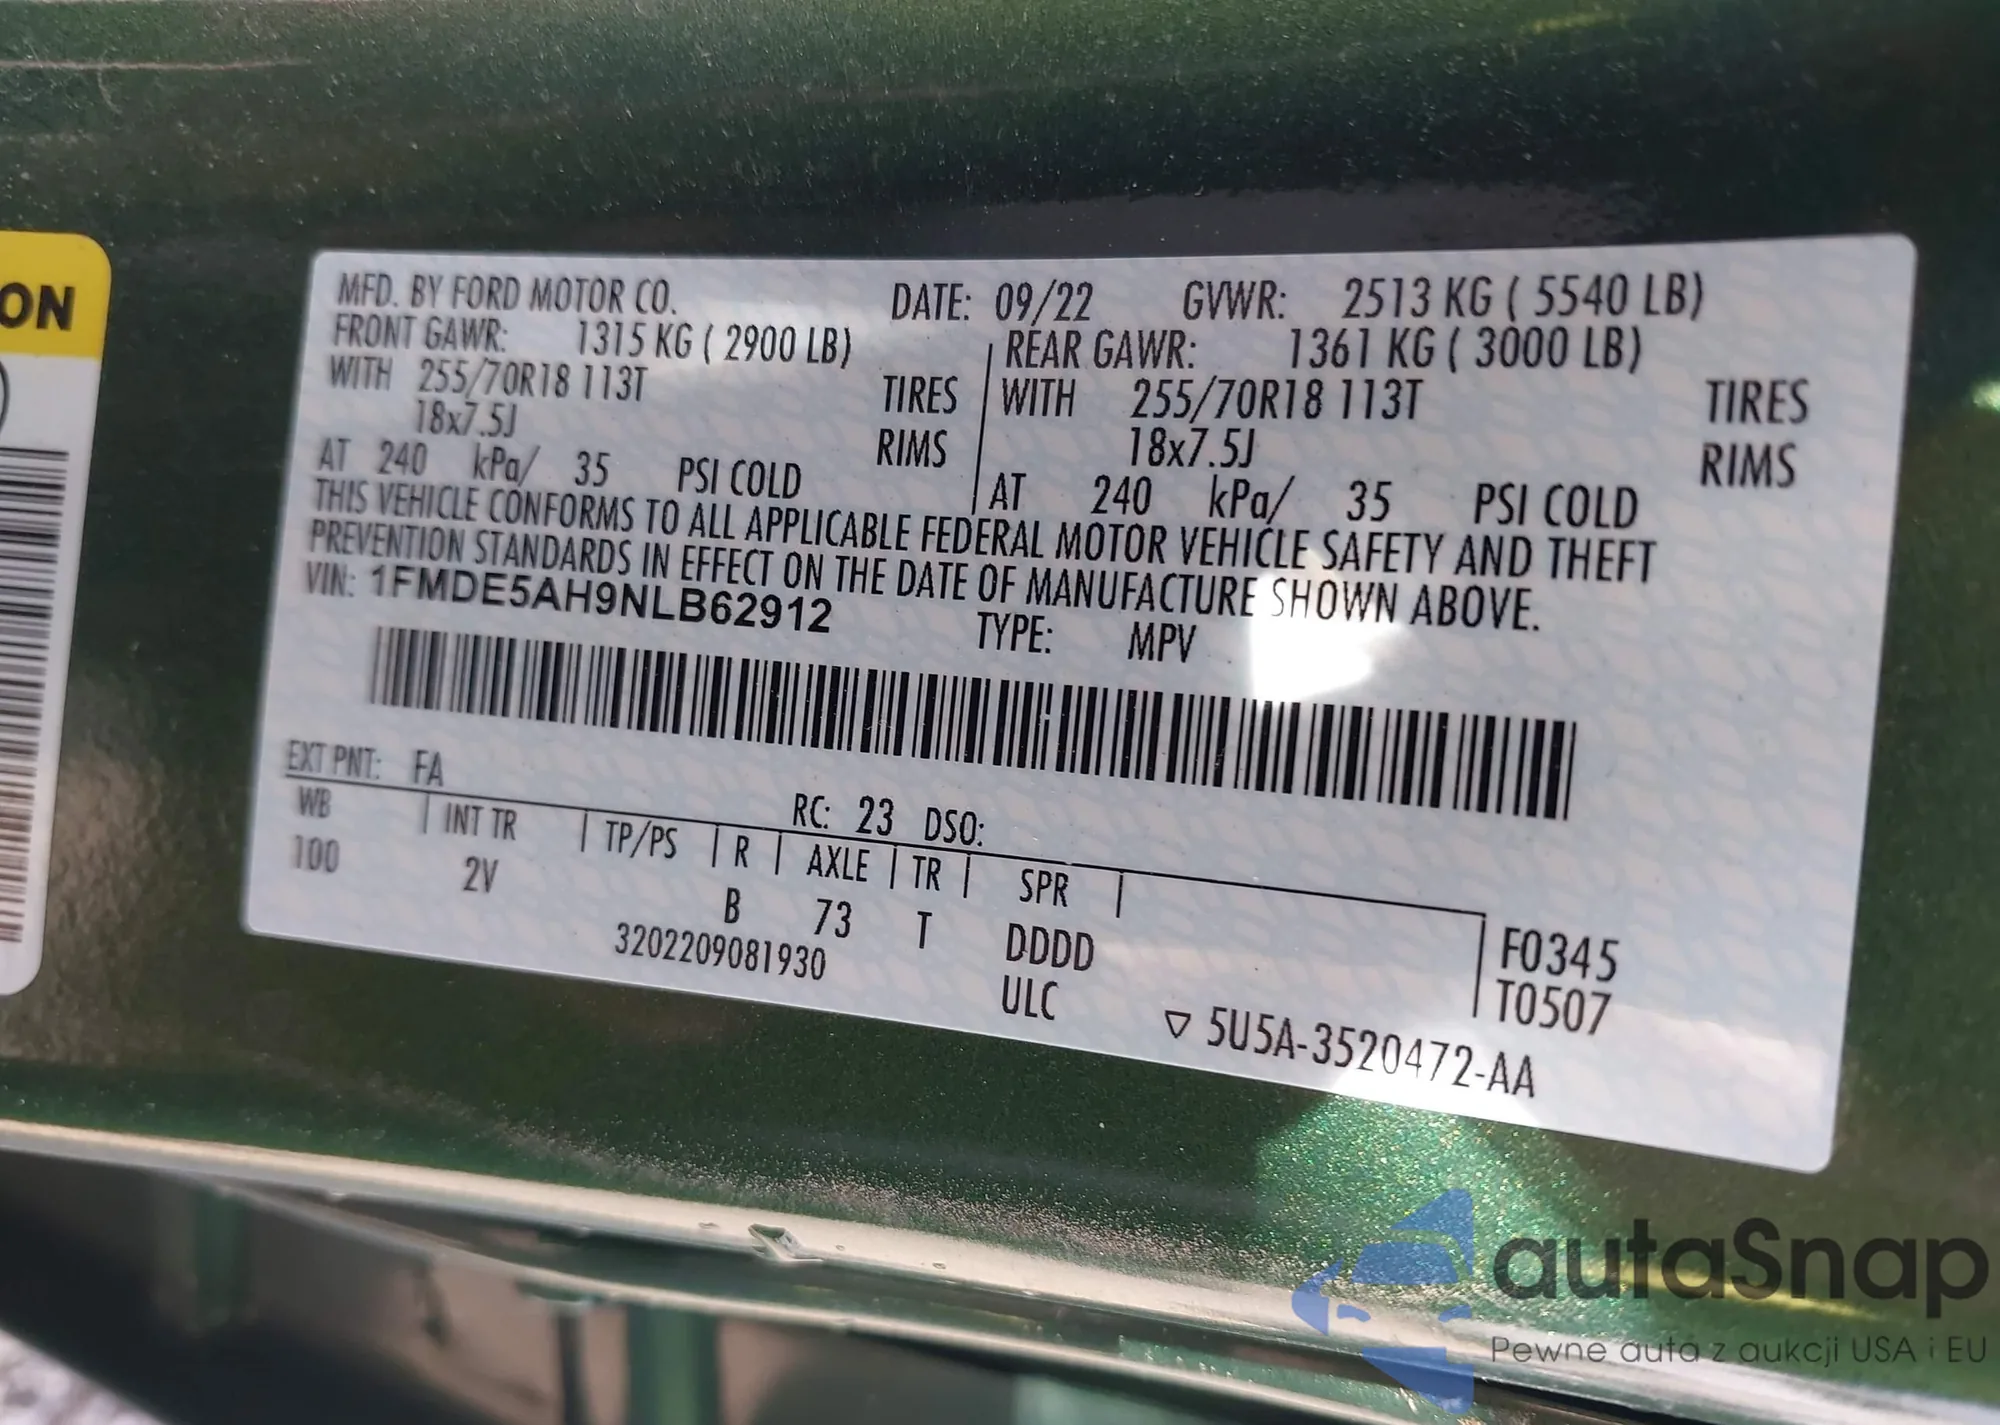 ON
MFD. BY FORD MOTOR CO. DATE: 09/22 GVWR: 2513 KG ( 5540 LB)
FRONT GAWR: 1315 KG ( 2900 LB) REAR GAWR: 1361 KG ( 3000 LB)
WITH 255/70R18 113T TIRES WITH 255/70R18 113T TIRES
18x7.5J RIMS 18x7.5J RIMS
AT 240 kPa/ 35 PSI COLD AT 240 kPa/ 35 PSI COLD
THIS VEHICLE CONFORMS TO ALL APPLICABLE FEDERAL MOTOR VEHICLE SAFETY AND THEFT
PREVENTION STANDARDS IN EFFECT ON THE DATE OF MANUFACTURE SHOWN ABOVE.
VIN: 1FMDE5AH9NLB62912 TYPE: MPV
EXT PNT: FA RC: 23 DSO:
WB INT TR TP/PS R AXLE TR SPR
100 2V B 73 T DDDD F0345
3202209081930 ULC T0507
▽ 5U5A-3520472-AA
autaSnap
Pewne auta z aukcji USA i EU